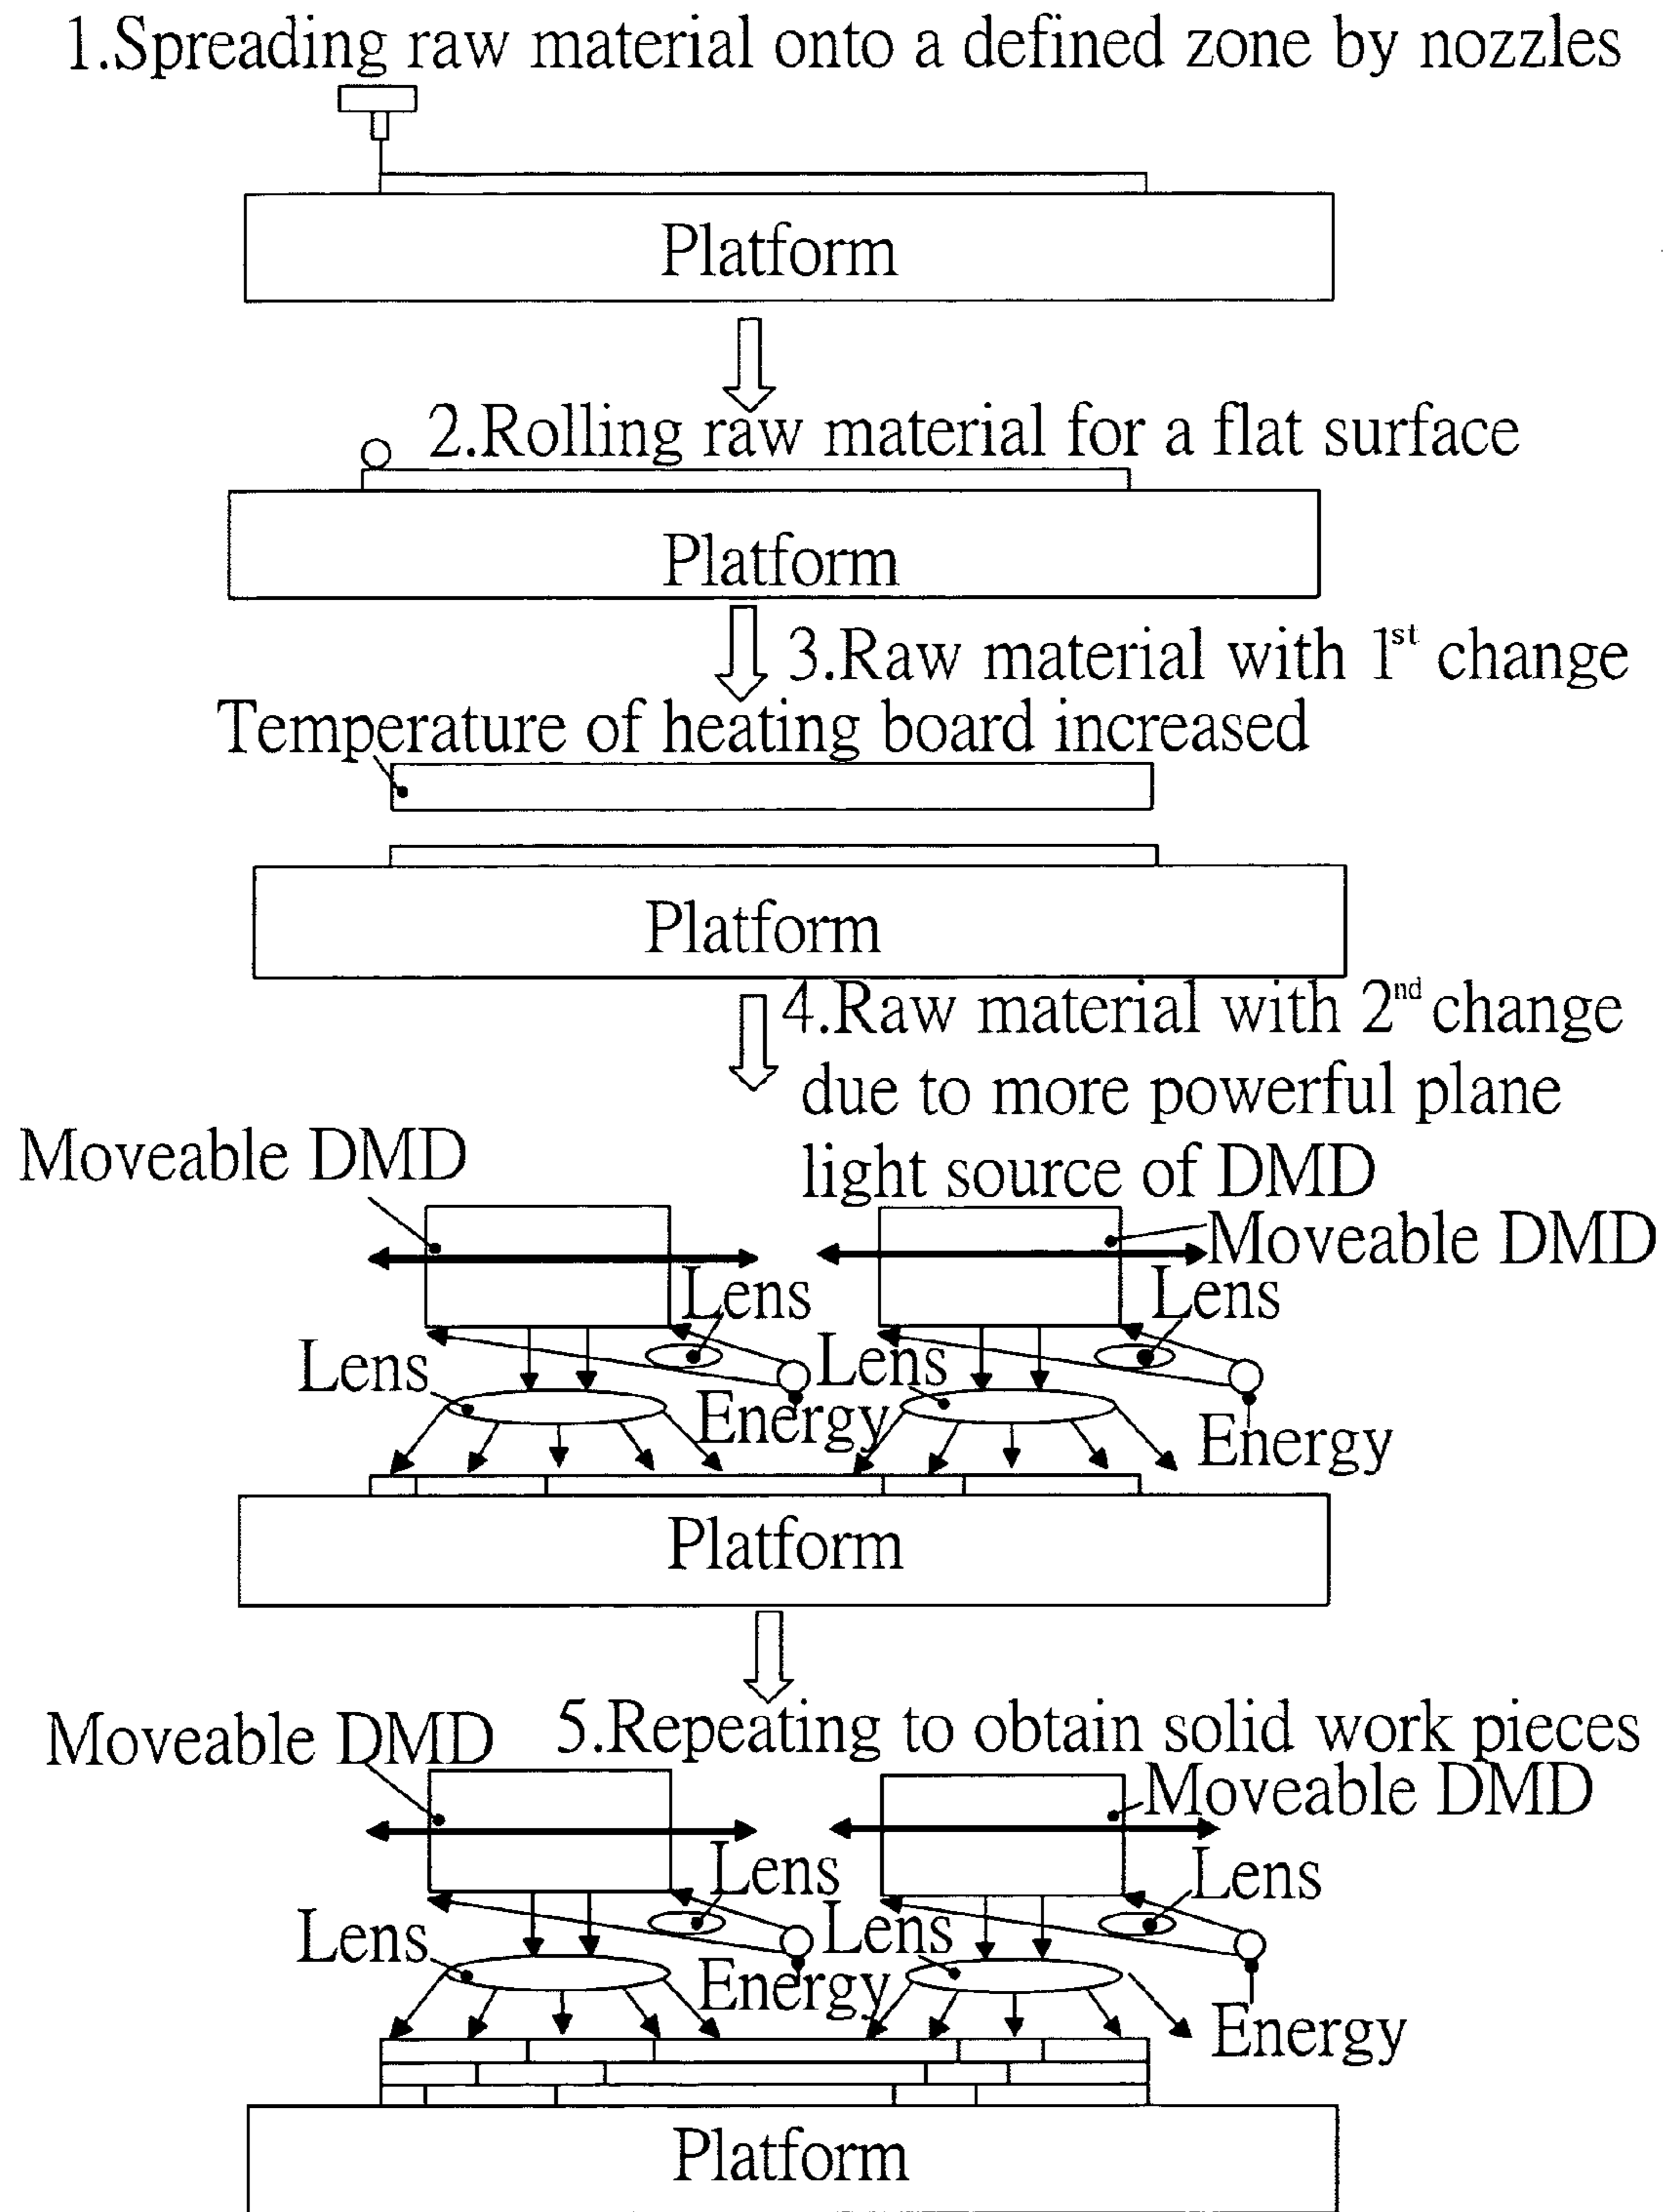 1.Spreading raw material onto a defined zone by nozzles
Platform
2.Rolling raw material for a flat surface
Platform
3.Raw material with 1st change
Temperature of heating board increased
Platform
4.Raw material with 2nd change
due to more powerful plane
light source of DMD
Moveable DMD
Moveable DMD
Lens
Lens
Lens
Lens
Energy
Energy
Platform
5.Repeating to obtain solid work pieces
Moveable DMD
Moveable DMD
Lens
Lens
Lens
Lens
Energy
Energy
Platform